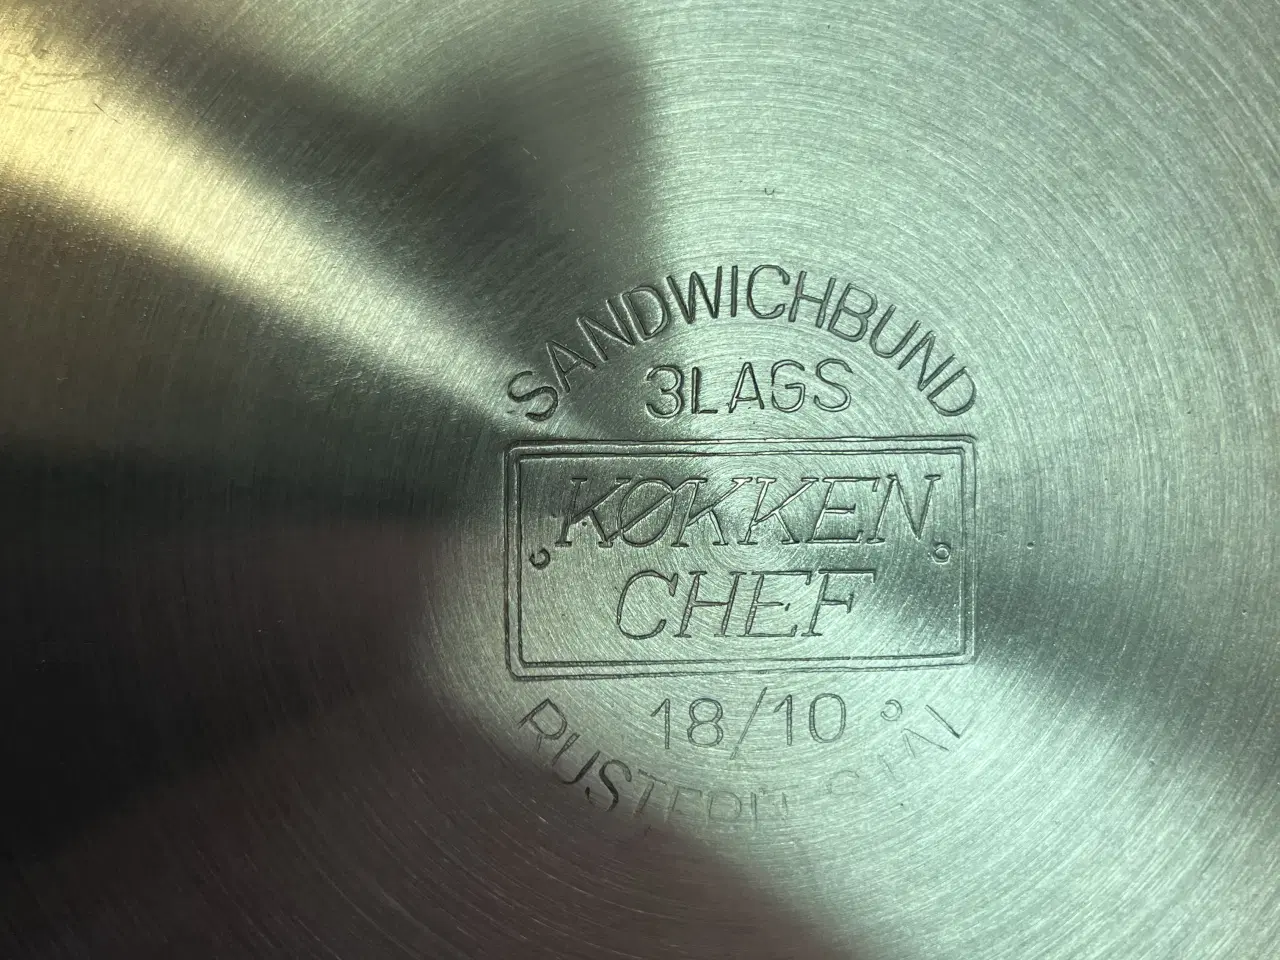 SANDWICHBUND
3LAGS
KØKKEN
CHEF
18/10